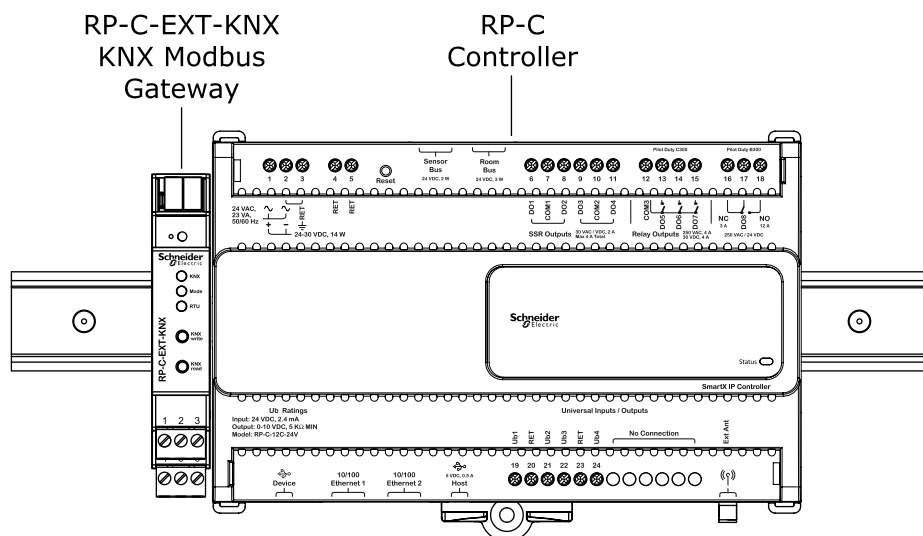 RP-C-EXT-KNX
KNX Modbus
Gateway
RP-C
Controller
Sensor
Bus
24 VDC, 2 W
Room
Bus
24 VDC, 2 W
Pilot Duty C300
Pilot Duty B300
1 2 3 4 5
Reset
6 7 8 9 10 11
12 13 14 15
16 17 18
24 VAC,
23 VA,
50/60 Hz
RET
RET
RET
24-30 VDC, 14 W
DO1
COM1
DO2
DO3
COM2
DO4
SSR Outputs
30 VAC / VDC, 2 A
Max 4 A Total
COM3
DO5
DO6
DO7
Relay Outputs
250 VAC, 4 A
30 VDC, 4 A
NC
3 A
DO8
NO
12 A
250 VAC / 24 VDC
Schneider
Electric
KNX
Mode
RTU
KNX
write
KNX
read
RP-C-EXT-KNX
1 2 3
Schneider
Electric
Status
SmartX IP Controller
Ub Ratings
Input: 24 VDC, 2.4 mA
Output: 0-10 VDC, 5 KΩ MIN
Model: RP-C-12C-24V
Universal Inputs / Outputs
Ub1
RET
Ub2
Ub3
RET
Ub4
No Connection
Ext Ant
19 20 21 22 23 24
Device
10/100
Ethernet 1
10/100
Ethernet 2
5 VDC, 0.5 A
Host